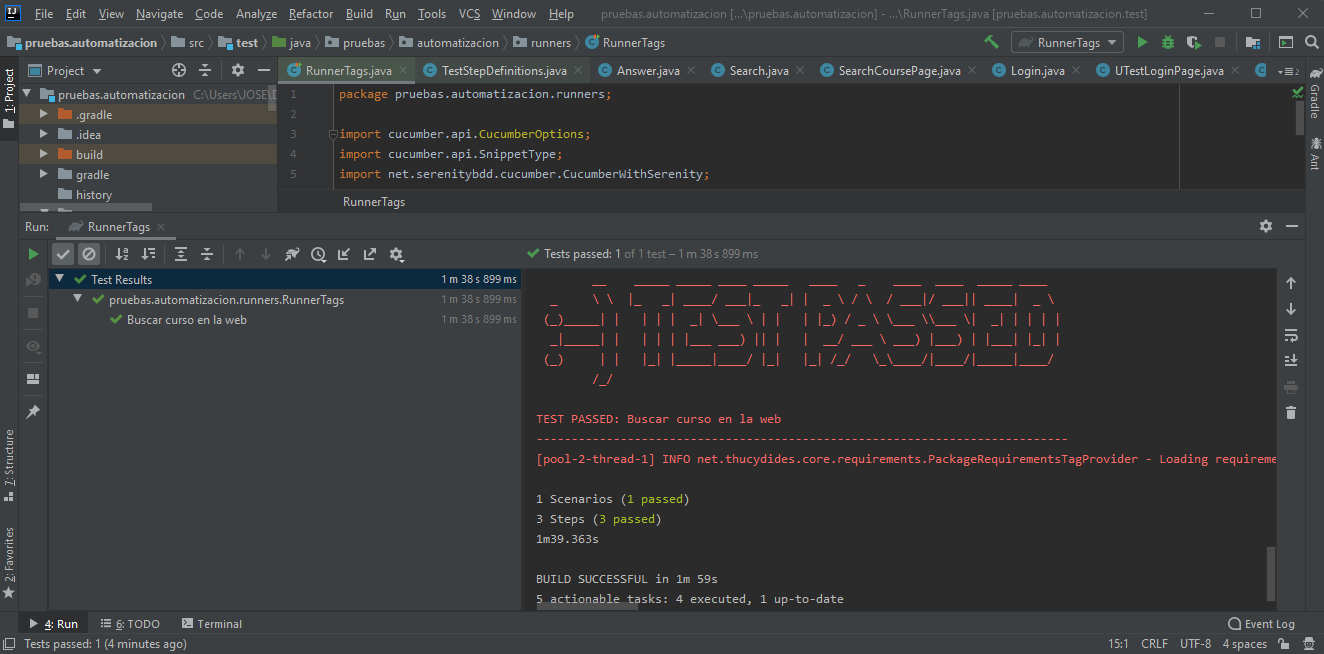 File Edit View Navigate Code Analyze Refactor Build Run Tools VCS Window Help pruebas.automatizacion [...\pruebas.automatizacion] - ...\RunnerTags.java [pruebas.automatizacion.test]
pruebas.automatizacion src test java pruebas automatizacion runners RunnerTags RunnerTags
Project RunnerTags.java TestStepDefinitions.java Answer.java Search.java SearchCoursePage.java Login.java UTestLoginPage.java 2
1: Project
pruebas.automatizacion C:\Users\JOSE\D
.gradle
.idea
build
gradle
history
1 package pruebas.automatizacion.runners;
2
3 import cucumber.api.CucumberOptions;
4 import cucumber.api.SnippetType;
5 import net.serenitybdd.cucumber.CucumberWithSerenity;
RunnerTags
Gradle
Ant
Run: RunnerTags
Tests passed: 1 of 1 test – 1 m 38 s 899 ms
Test Results 1 m 38 s 899 ms
pruebas.automatizacion.runners.RunnerTags 1 m 38 s 899 ms
Buscar curso en la web 1 m 38 s 899 ms
TEST PASSED
TEST PASSED: Buscar curso en la web
----------------------------------------------------------------------------
[pool-2-thread-1] INFO net.thucydides.core.requirements.PackageRequirementsTagProvider - Loading requireme
1 Scenarios (1 passed)
3 Steps (3 passed)
1m39.363s
BUILD SUCCESSFUL in 1m 59s
5 actionable tasks: 4 executed, 1 up-to-date
7: Structure
2: Favorites
4: Run 6: TODO Terminal Event Log
Tests passed: 1 (4 minutes ago) 15:1 CRLF UTF-8 4 spaces